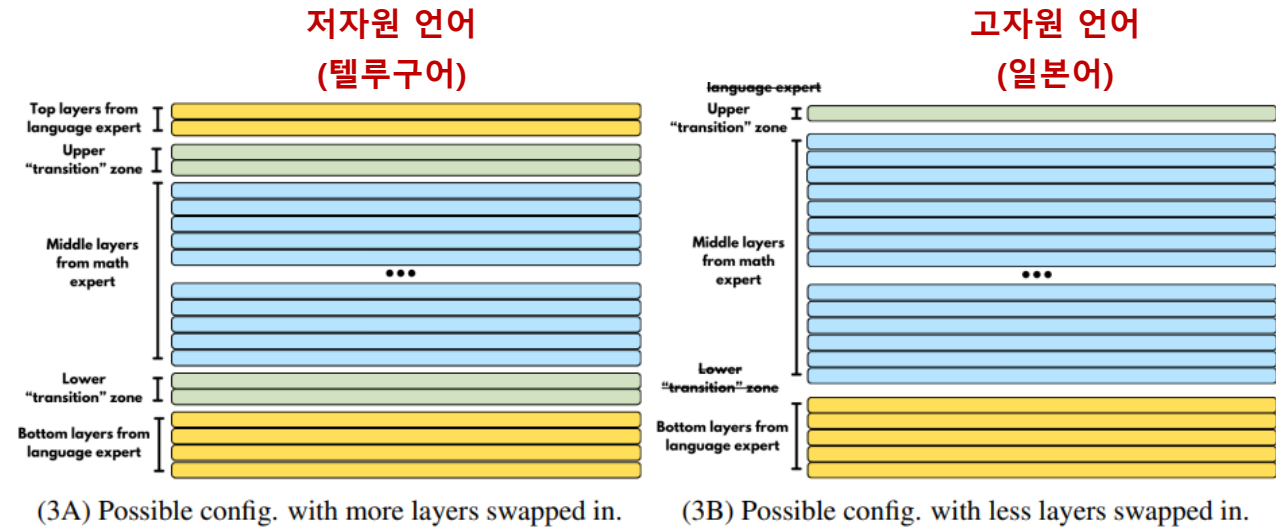 저자원 언어
(텔루구어)
Top layers from
language expert
Upper
“transition” zone
Middle layers
from math
expert
•••
Lower
“transition” zone
Bottom layers from
language expert
(3A) Possible config. with more layers swapped in.
고자원 언어
(일본어)
language expert
Upper
“transition” zone
Middle layers
from math
expert
•••
Lower
“transition” zone
Bottom layers from
language expert
(3B) Possible config. with less layers swapped in.